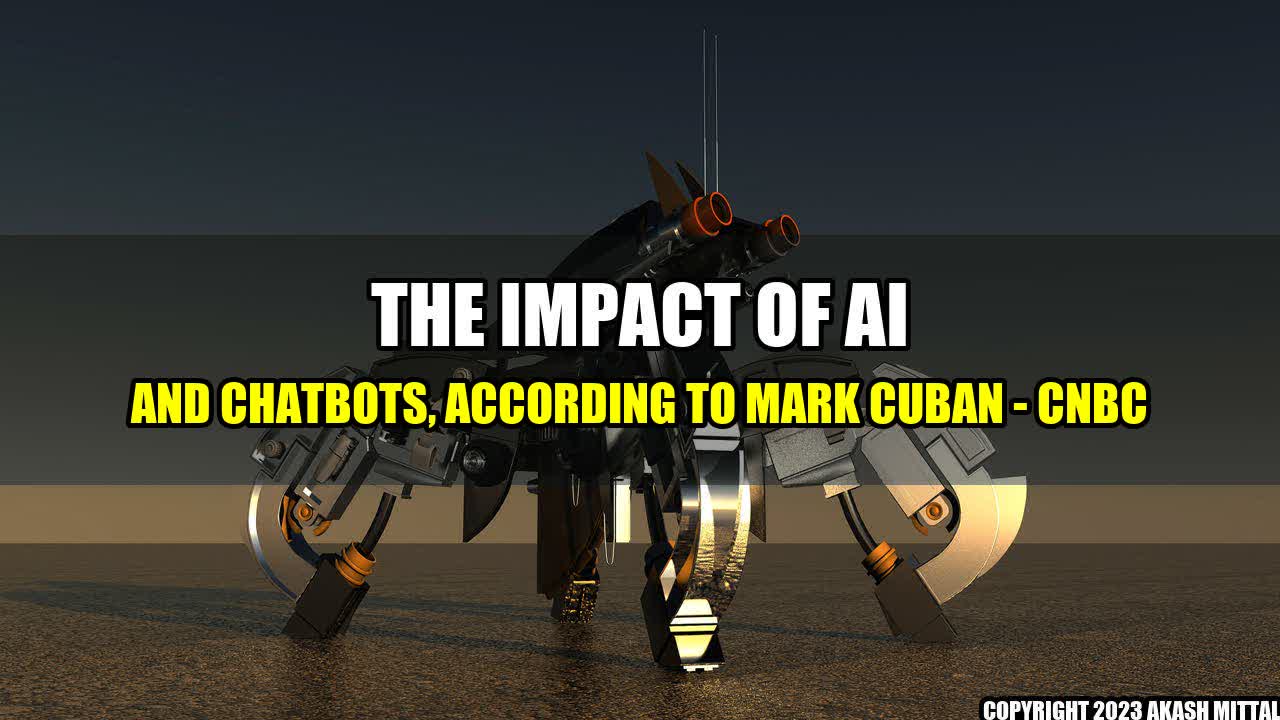 THE IMPACT OF AI
AND CHATBOTS, ACCORDING TO MARK CUBAN - CNBC
COPYRIGHT 2023 AKASH MITTAL